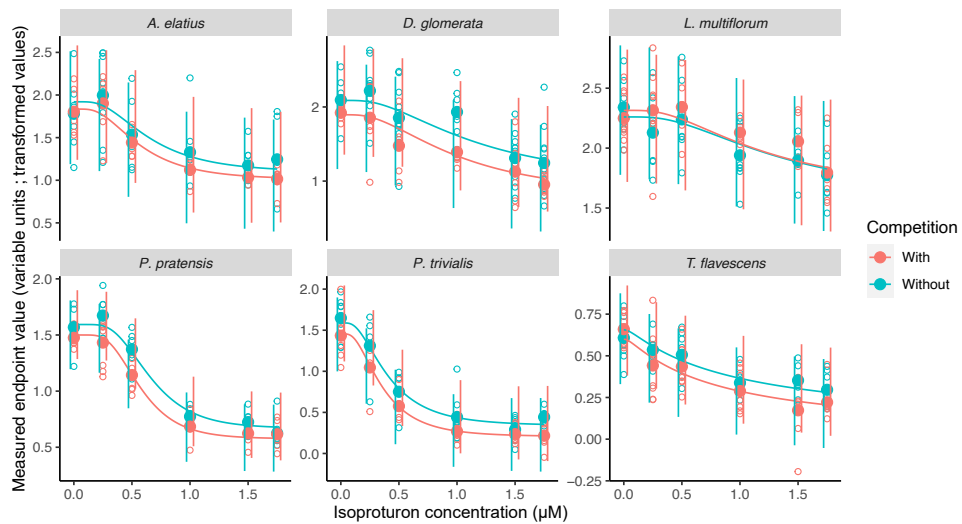 A. elatius
D. glomerata
L. multiflorum
2.5
2.0
1.5
1.0
0.5
2
1
2.5
2.0
1.5
P. pratensis
P. trivialis
T. flavescens
2.0
1.5
1.0
0.5
2.0
1.5
1.0
0.5
0.0
0.75
0.50
0.25
0.00
−0.25
0.0 0.5 1.0 1.5
0.0 0.5 1.0 1.5
0.0 0.5 1.0 1.5
Isoproturon concentration (µM)
Measured endpoint value (variable units ; transformed values)
Competition
With
Without